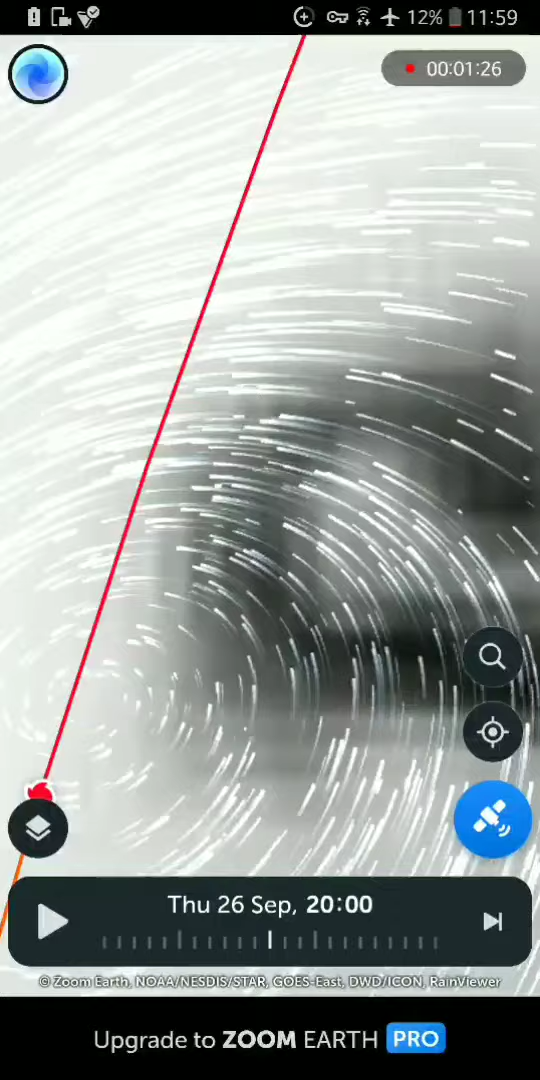 12% 11:59
00:01:26
Thu 26 Sep, 20:00
© Zoom Earth, NOAA/NESDIS/STAR, GOES-East, DWD/ICON, RainViewer
Upgrade to ZOOM EARTH PRO